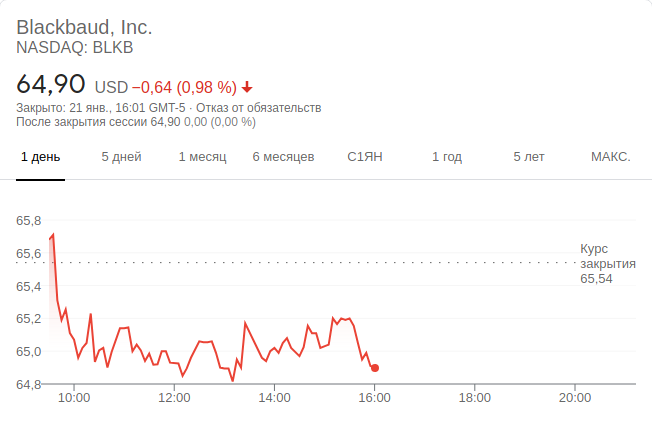 Blackbaud, Inc.
NASDAQ: BLKB
64,90 USD −0,64 (0,98 %)
Закрыто: 21 янв., 16:01 GMT-5 · Отказ от обязательств
После закрытия сессии 64,90 0,00 (0,00 %)
1 день 5 дней 1 месяц 6 месяцев С1ЯН 1 год 5 лет МАКС.
65,8
65,6
65,4
65,2
65,0
64,8
Курс
закрытия
65,54
10:00 12:00 14:00 16:00 18:00 20:00